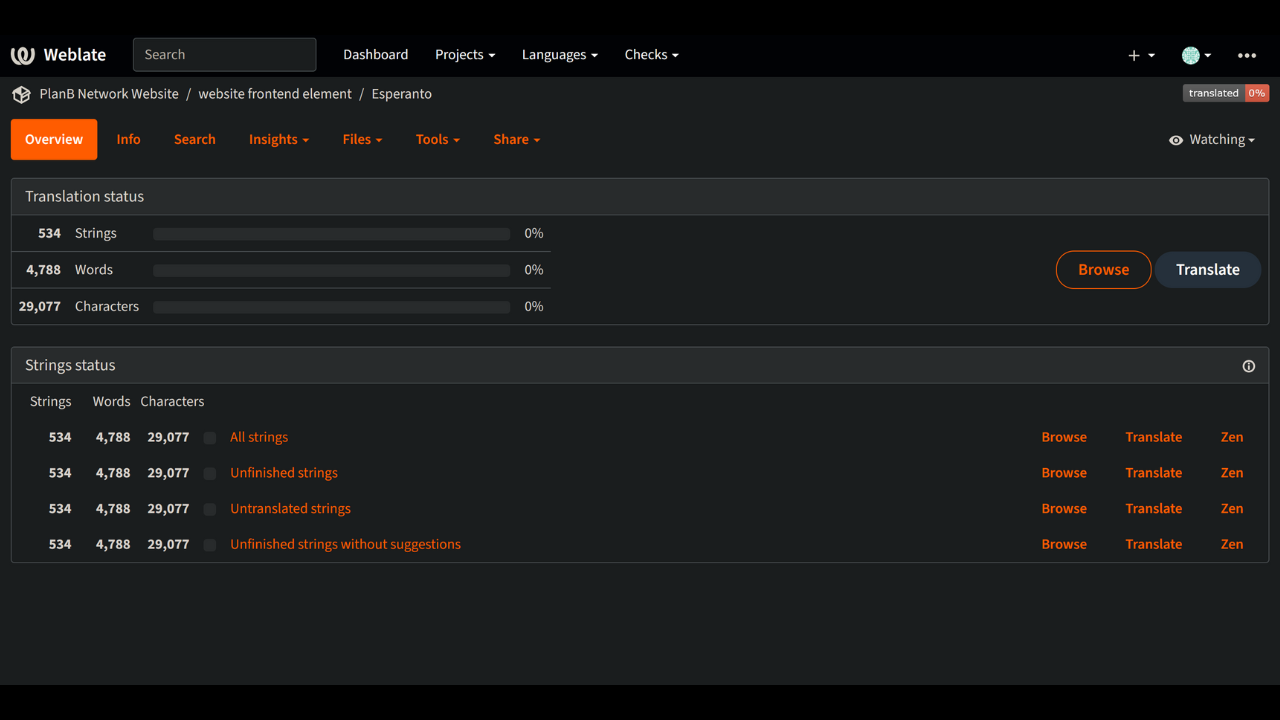 Weblate Search Dashboard Projects Languages Checks
PlanB Network Website / website frontend element / Esperanto translated 0%
Overview Info Search Insights Files Tools Share Watching
Translation status
534 Strings 0%
4,788 Words 0%
29,077 Characters 0%
Browse Translate
Strings status
Strings Words Characters
534 4,788 29,077 All strings Browse Translate Zen
534 4,788 29,077 Unfinished strings Browse Translate Zen
534 4,788 29,077 Untranslated strings Browse Translate Zen
534 4,788 29,077 Unfinished strings without suggestions Browse Translate Zen